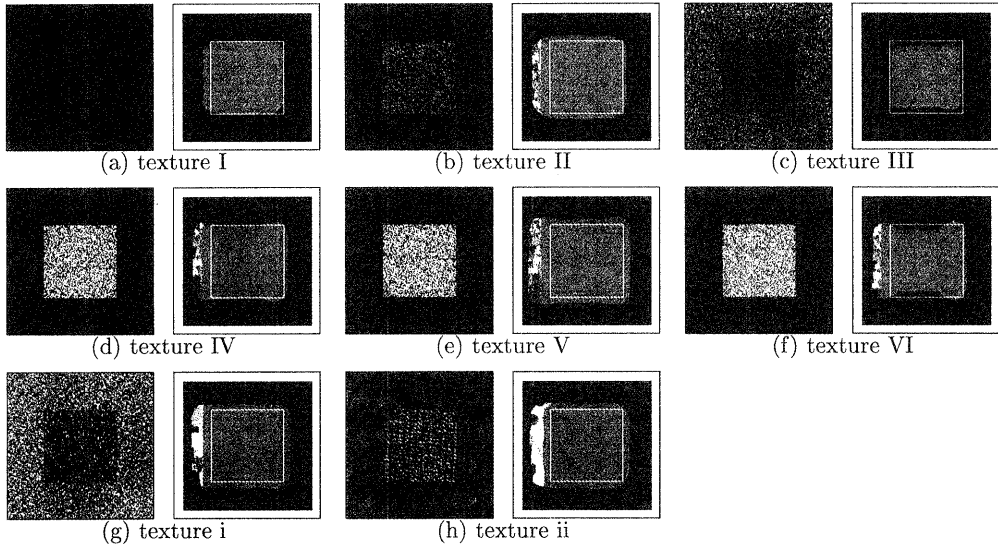 (a) texture I
(b) texture II
(c) texture III
(d) texture IV
(e) texture V
(f) texture VI
(g) texture i
(h) texture ii